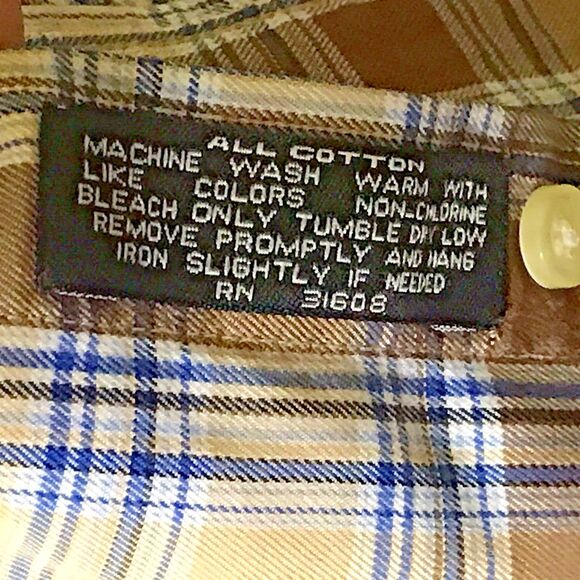 ALL COTTON
MACHINE WASH WARM WITH
LIKE COLORS NON-CHLORINE
BLEACH ONLY TUMBLE DRY LOW
REMOVE PROMPTLY AND HANG
IRON SLIGHTLY IF NEEDED
RN 31608